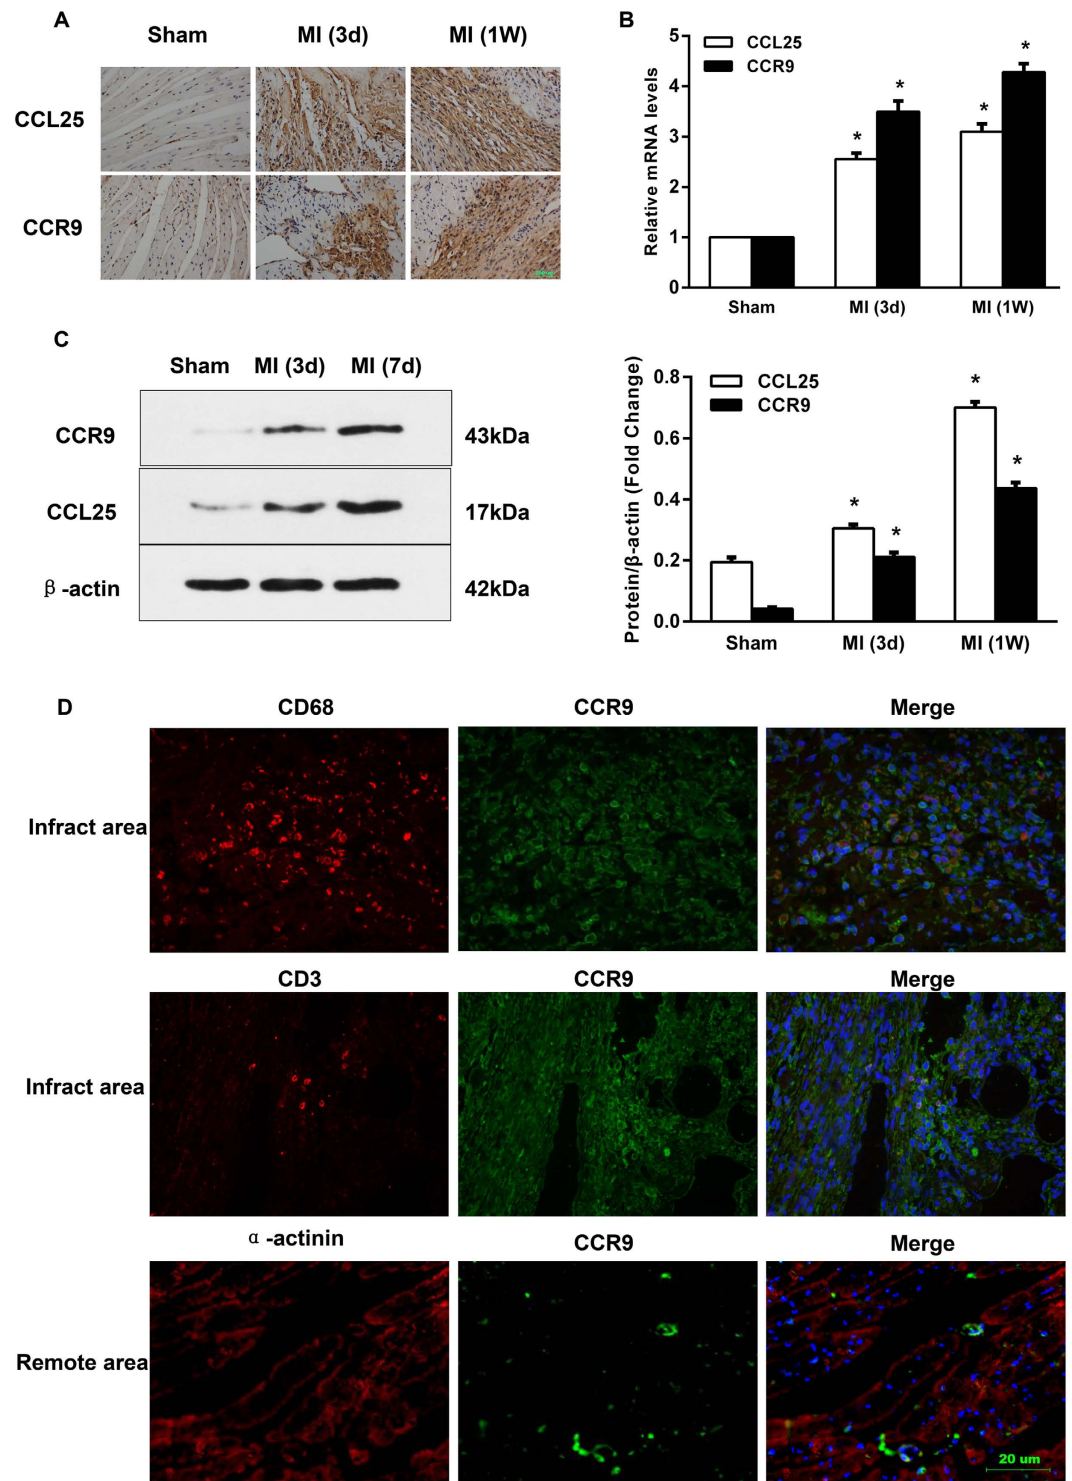 A
Sham MI (3d) MI (1W)
CCL25
CCR9
B
Relative mRNA levels
5
4
3
2
1
0
CCL25
CCR9
* * * *
Sham MI (3d) MI (1W)
C
Sham MI (3d) MI (7d)
CCR9 43kDa
CCL25 17kDa
β-actin 42kDa
Protein/β-actin (Fold Change)
0.8
0.6
0.4
0.2
0.0
CCL25
CCR9
* * * *
Sham MI (3d) MI (1W)
D
CD68 CCR9 Merge
Infract area
CD3 CCR9 Merge
Infract area
α-actinin CCR9 Merge
Remote area
20 um